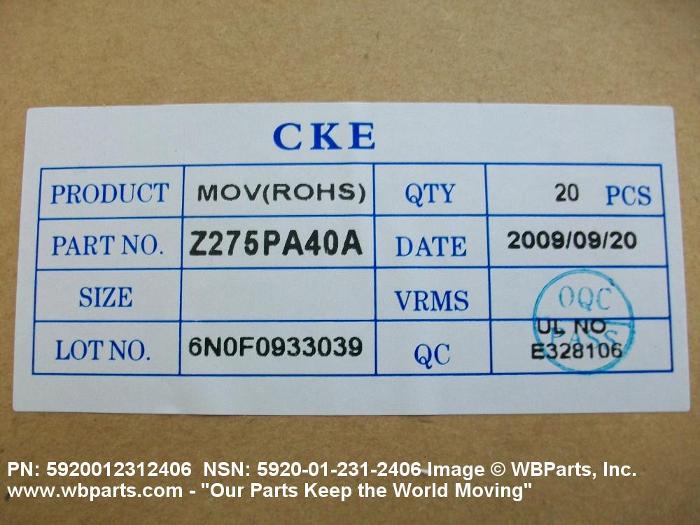 CKE
PRODUCT MOV(ROHS) QTY 20 PCS
PART NO. Z275PA40A DATE 2009/09/20
SIZE VRMS OQC
UL NO PASS
LOT NO. 6N0F0933039 QC E328106
PN: 5920012312406 NSN: 5920-01-231-2406 Image © WBParts, Inc.
www.wbparts.com - "Our Parts Keep the World Moving"